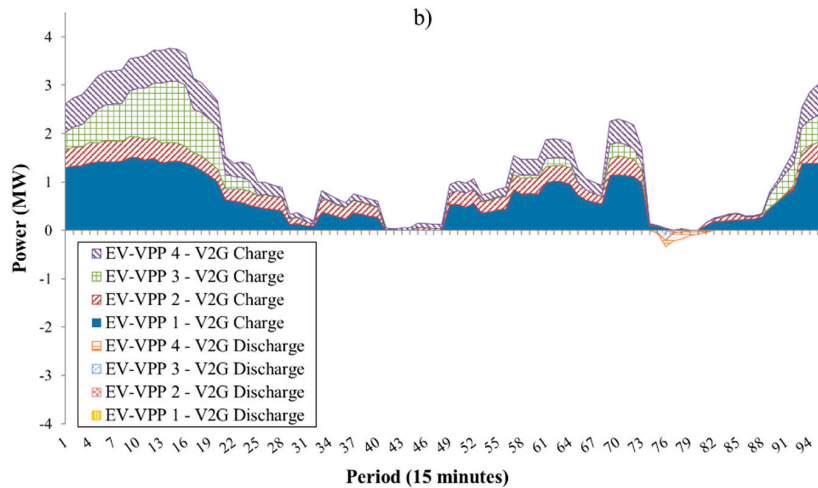 b)
4
3
2
1
0
-1
-2
-3
-4
Power (MW)
EV-VPP 4 - V2G Charge
EV-VPP 3 - V2G Charge
EV-VPP 2 - V2G Charge
EV-VPP 1 - V2G Charge
EV-VPP 4 - V2G Discharge
EV-VPP 3 - V2G Discharge
EV-VPP 2 - V2G Discharge
EV-VPP 1 - V2G Discharge
1 4 7 10 13 16 19 22 25 28 31 34 37 40 43 46 49 52 55 58 61 64 67 70 73 76 79 82 85 88 91 94
Period (15 minutes)